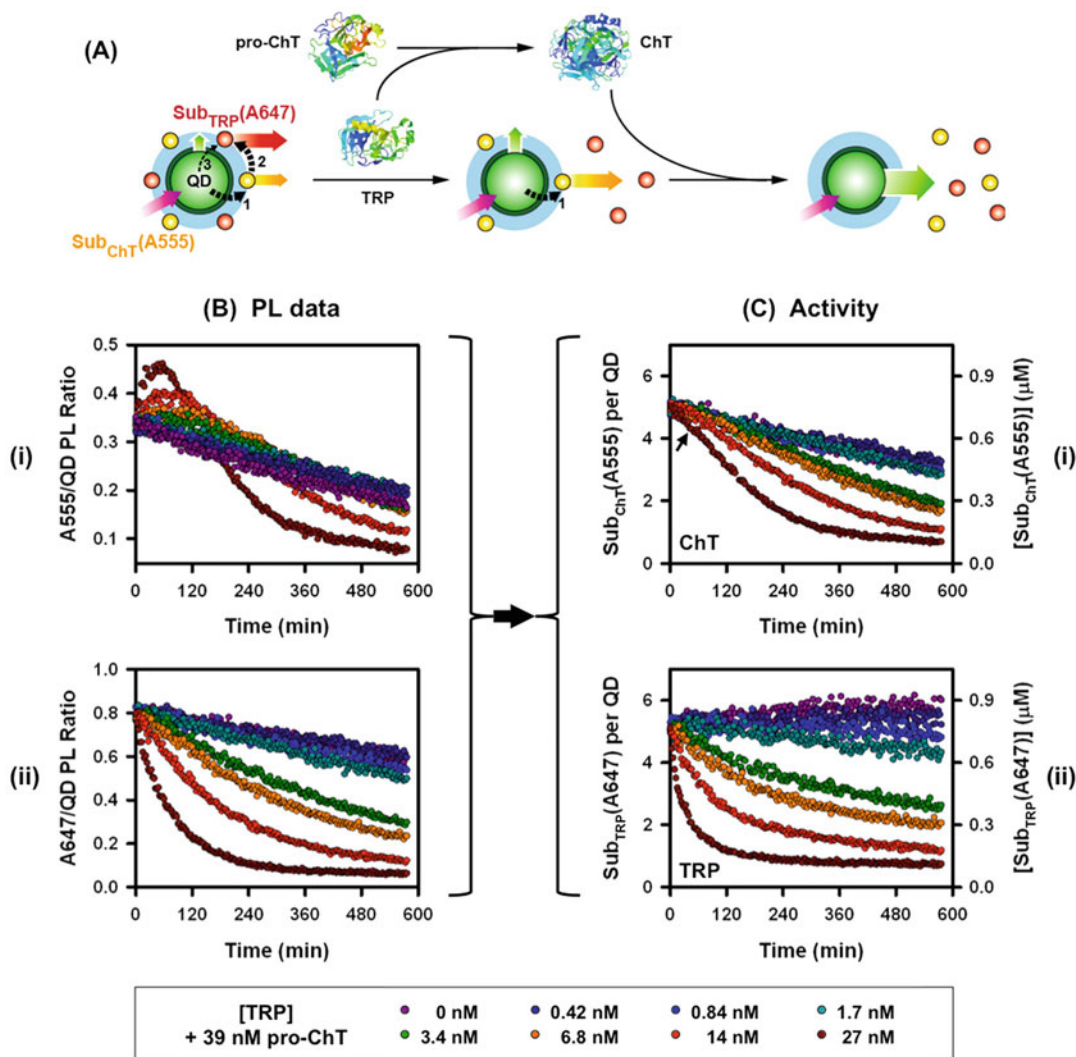 (A)
pro-ChT
ChT
Sub_TRP(A647)
3
2
QD
1
TRP
1
Sub_ChT(A555)
(B) PL data
(C) Activity
(i)
A555/QD PL Ratio
0.5
0.4
0.3
0.2
0.1
0 120 240 360 480 600
Time (min)
Sub_ChT(A555) per QD
6
4
2
0
ChT
0.9
0.6
0.3
0.0
[Sub_ChT(A555)] (µM)
(i)
0 120 240 360 480 600
Time (min)
(ii)
A647/QD PL Ratio
1.0
0.8
0.6
0.4
0.2
0.0
0 120 240 360 480 600
Time (min)
Sub_TRP(A647) per QD
6
4
2
0
TRP
0.9
0.6
0.3
0.0
[Sub_TRP(A647)] (µM)
(ii)
0 120 240 360 480 600
Time (min)
[TRP]
+ 39 nM pro-ChT
0 nM 0.42 nM 0.84 nM 1.7 nM
3.4 nM 6.8 nM 14 nM 27 nM